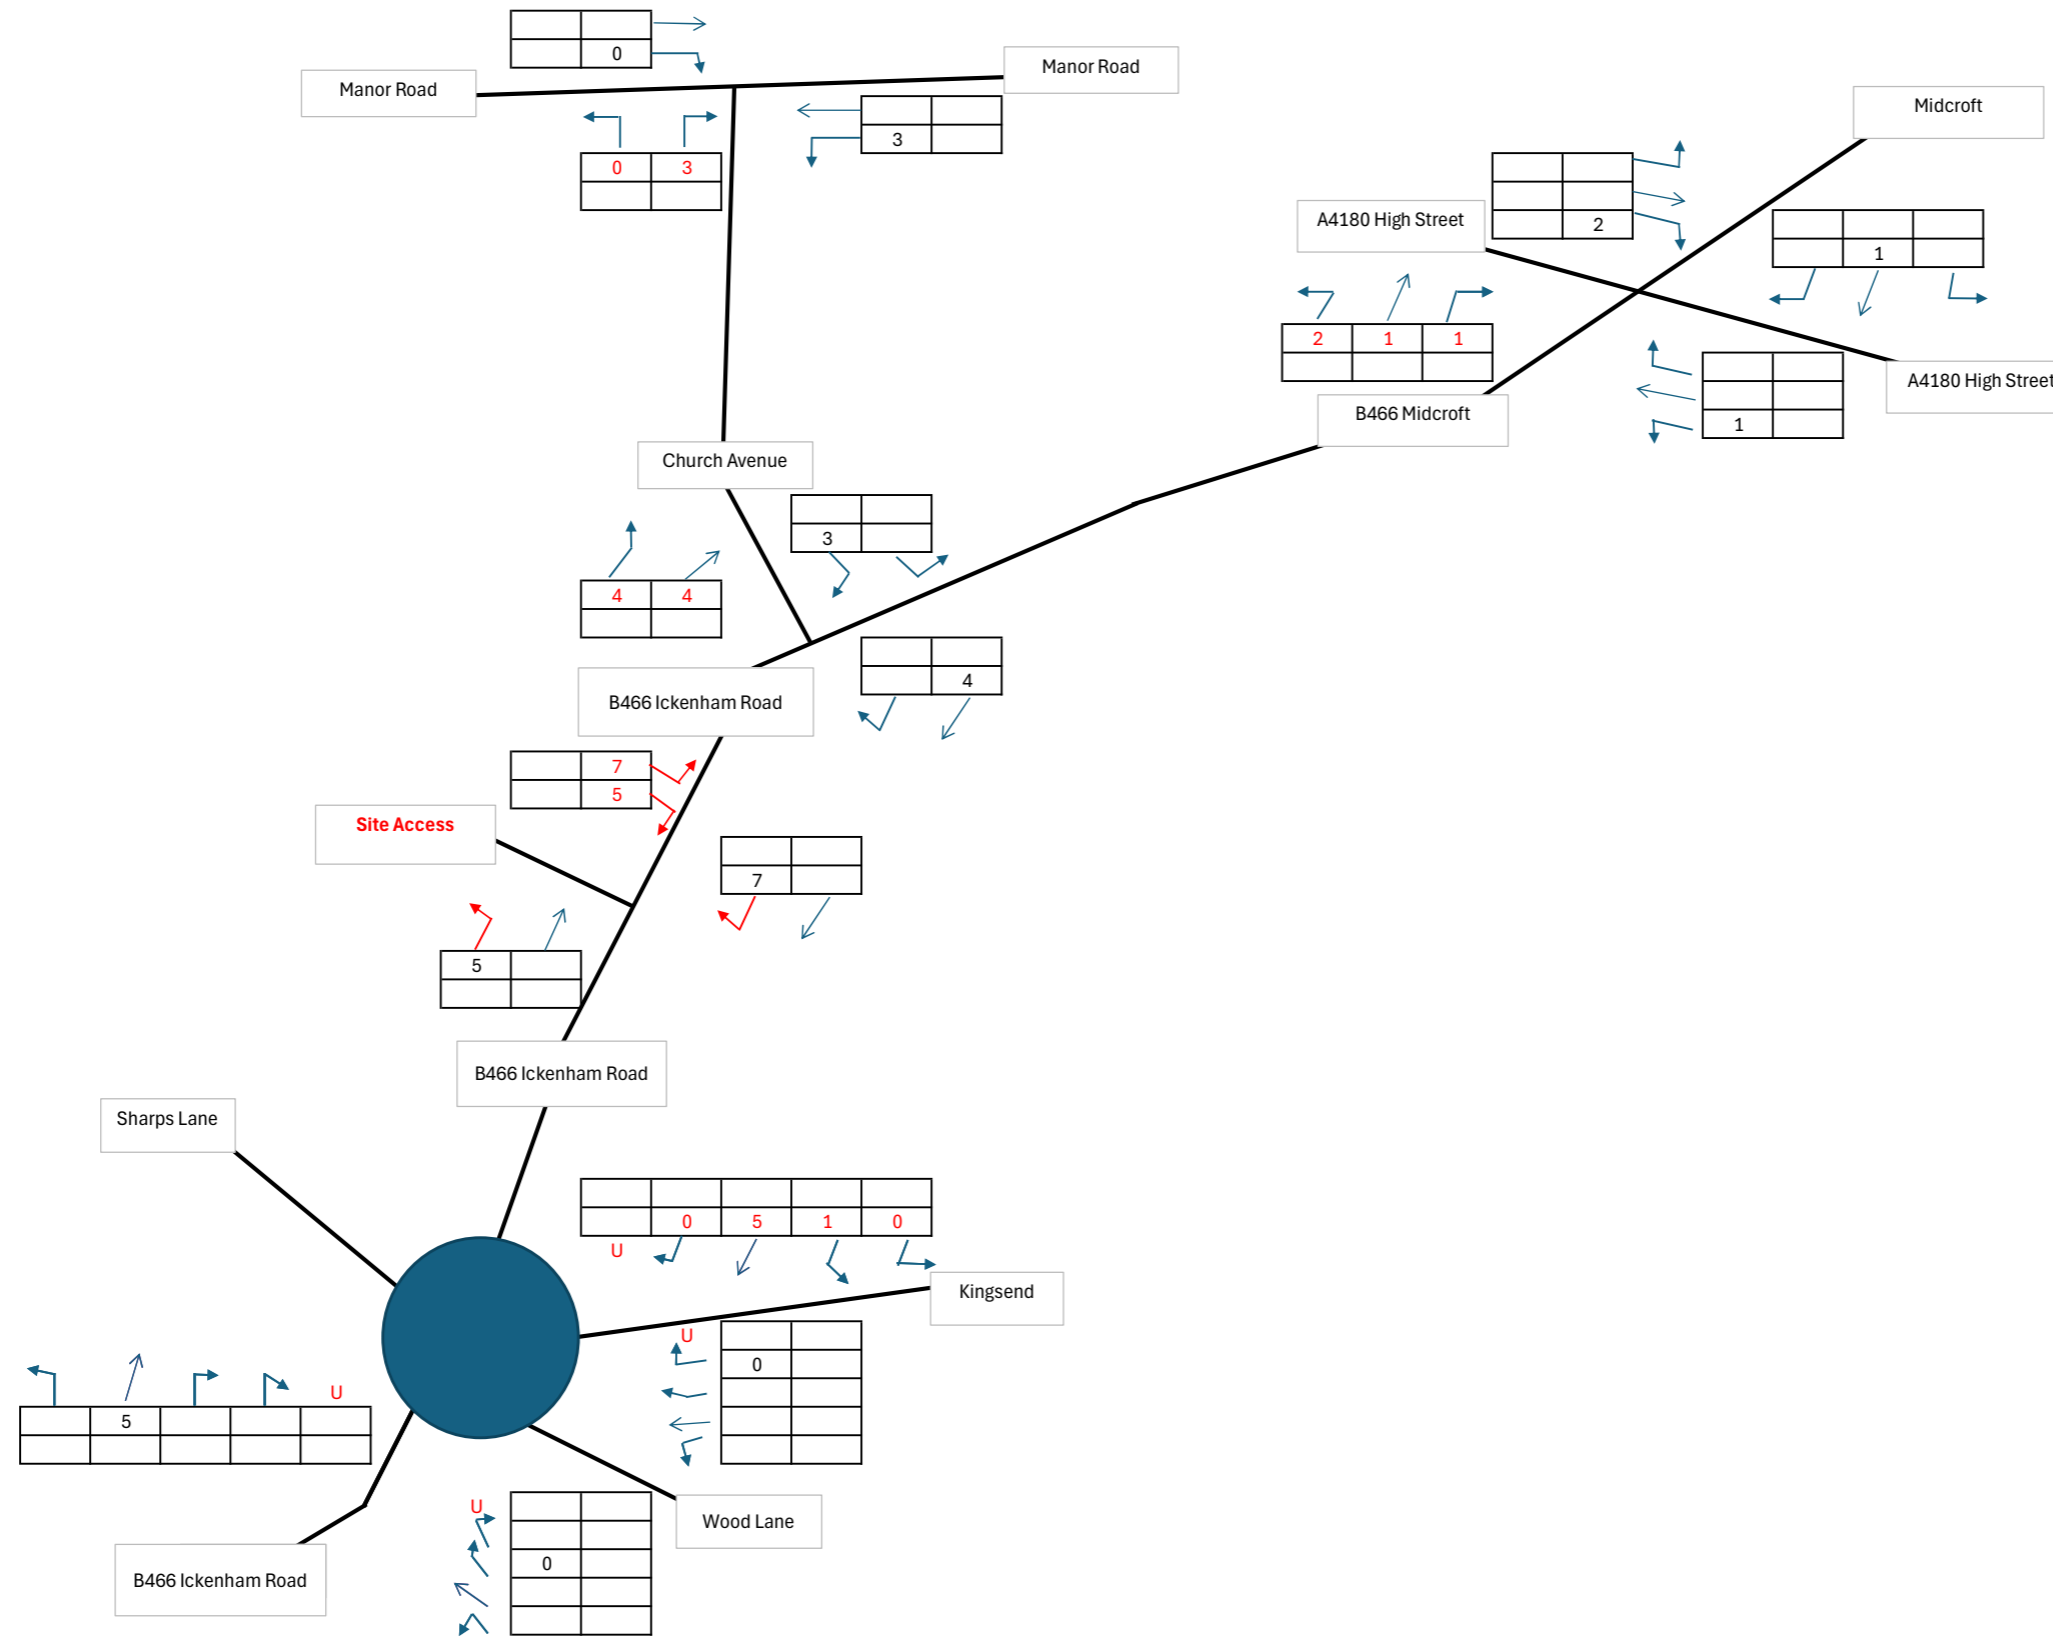 0
Manor Road
Manor Road
3
0 3
Midcroft
A4180 High Street
2
1
2 1 1
A4180 High Street
B466 Midcroft
1
Church Avenue
3
4 4
B466 Ickenham Road
4
7
5
Site Access
7
5
B466 Ickenham Road
Sharps Lane
0 5 1 0
U
Kingsend
U
0
U
5
U
0
Wood Lane
B466 Ickenham Road